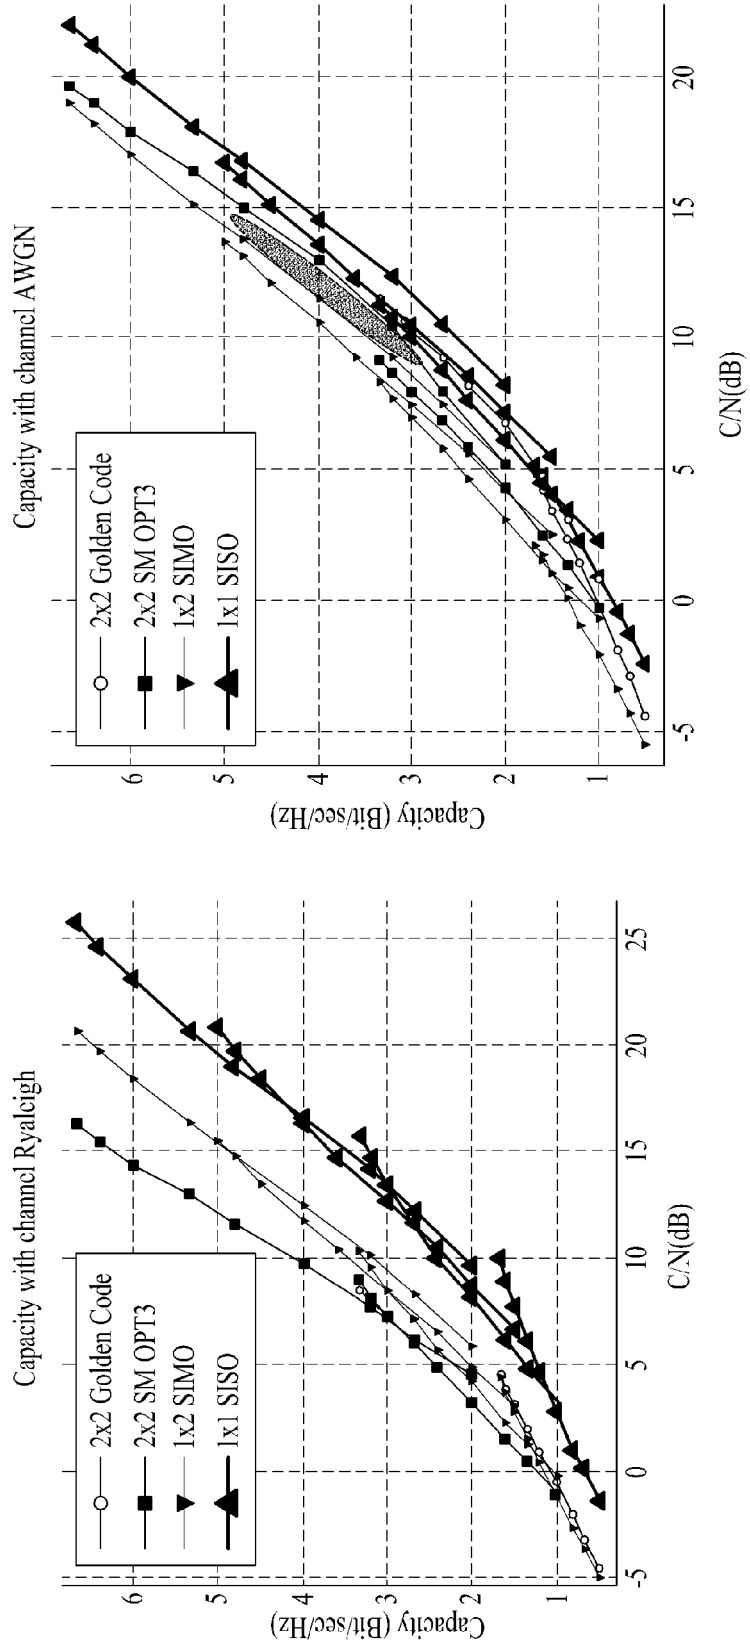 Capacity with channel Ryaleigh
2x2 Golden Code
2x2 SM OPT3
1x2 SIMO
1x1 SISO
Capacity (Bit/sec/Hz)
6
5
4
3
2
1
-5
0
5
10
15
20
25
C/N(dB)
Capacity with channel AWGN
2x2 Golden Code
2x2 SM OPT3
1x2 SIMO
1x1 SISO
Capacity (Bit/sec/Hz)
6
5
4
3
2
1
-5
0
5
10
15
20
C/N(dB)